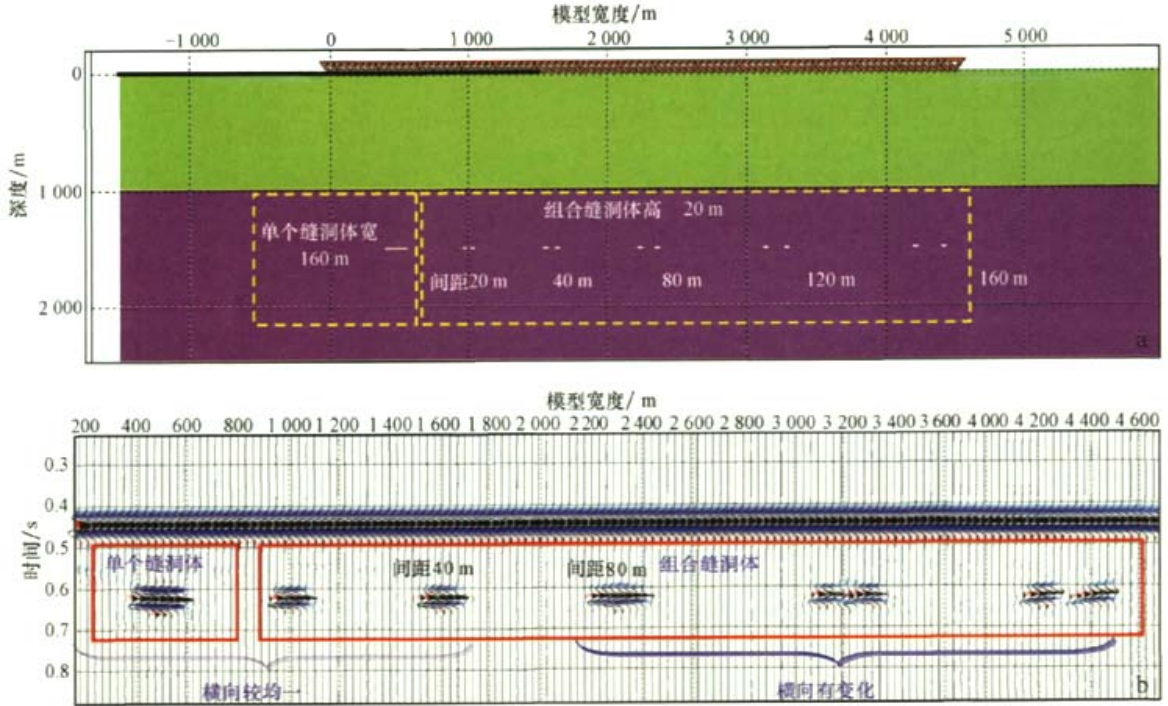 模型宽度/m
-1 000 0 1 000 2 000 3 000 4 000 5 000
深度/m
0
1 000
2 000
单个缝洞体宽
160 m
组合缝洞体高 20 m
间距20 m 40 m 80 m 120 m 160 m
a
模型宽度/ m
200 400 600 800 1 000 1 200 1 400 1 600 1 800 2 000 2 200 2 400 2 600 2 800 3 000 3 200 3 400 3 600 4 000 4 200 4 400 4 600
时间/s
0.3
0.4
0.5
0.6
0.7
0.8
单个缝洞体 间距40 m 间距80 m 组合缝洞体
横向较均一 横向有变化
b